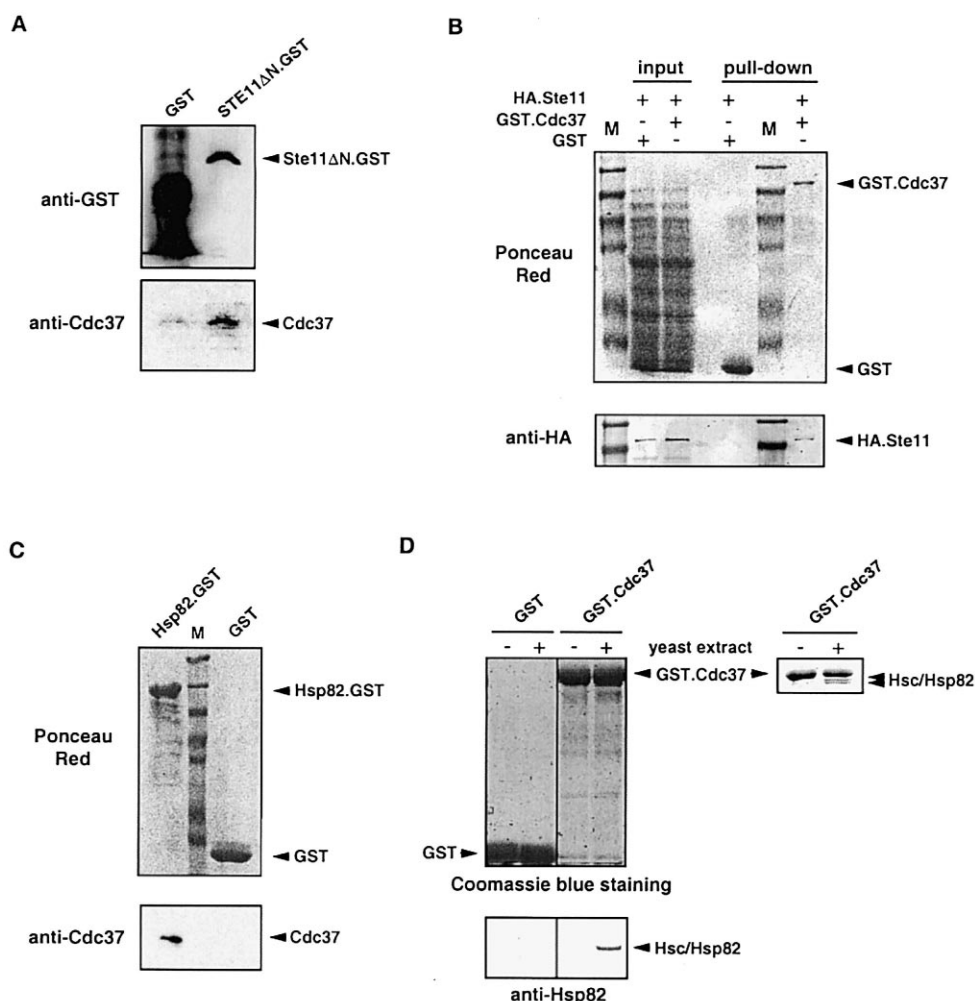 A
GST
STE11ΔN.GST
anti-GST
Ste11ΔN.GST
anti-Cdc37
Cdc37
B
input pull-down
HA.Ste11 + + + +
GST.Cdc37 - + - +
GST + - + -
M M
Ponceau
Red
GST.Cdc37
GST
anti-HA
HA.Ste11
C
Hsp82.GST
M
GST
Ponceau
Red
Hsp82.GST
GST
anti-Cdc37
Cdc37
D
GST GST.Cdc37 GST.Cdc37
- + - + yeast extract - +
GST.Cdc37
Hsc/Hsp82
GST
Coomassie blue staining
Hsc/Hsp82
anti-Hsp82